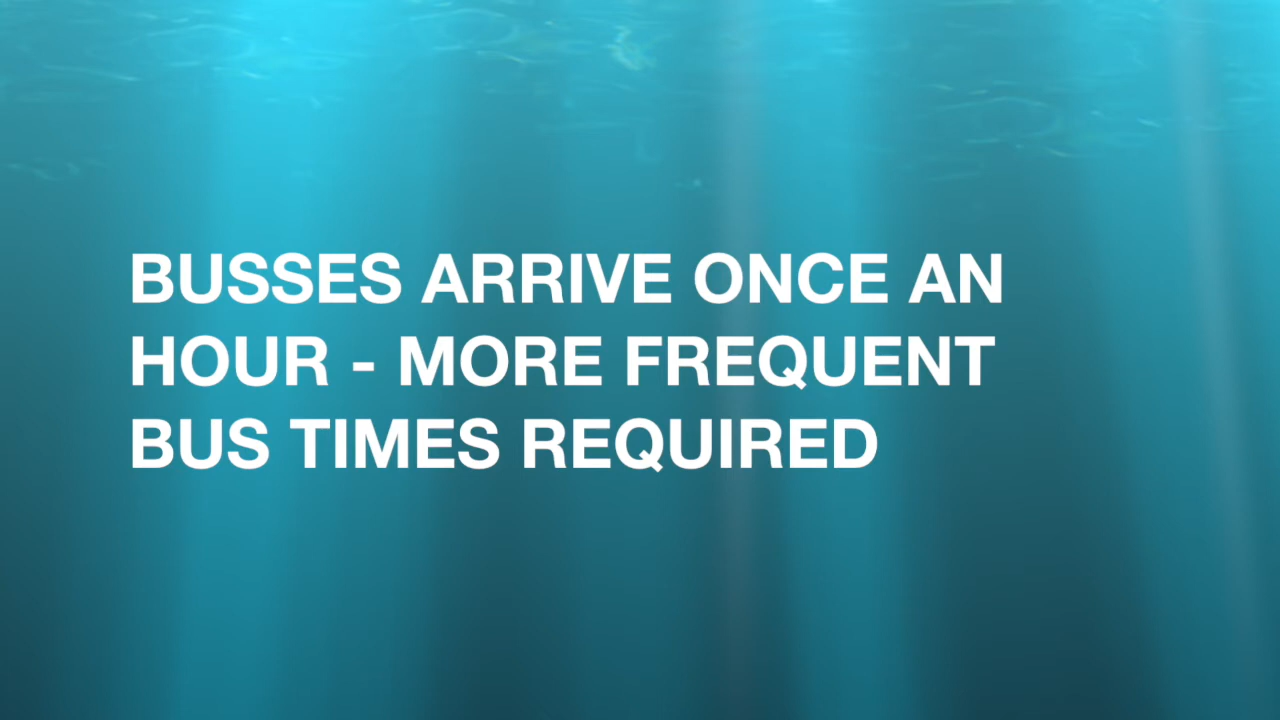 BUSSES ARRIVE ONCE AN
HOUR - MORE FREQUENT
BUS TIMES REQUIRED